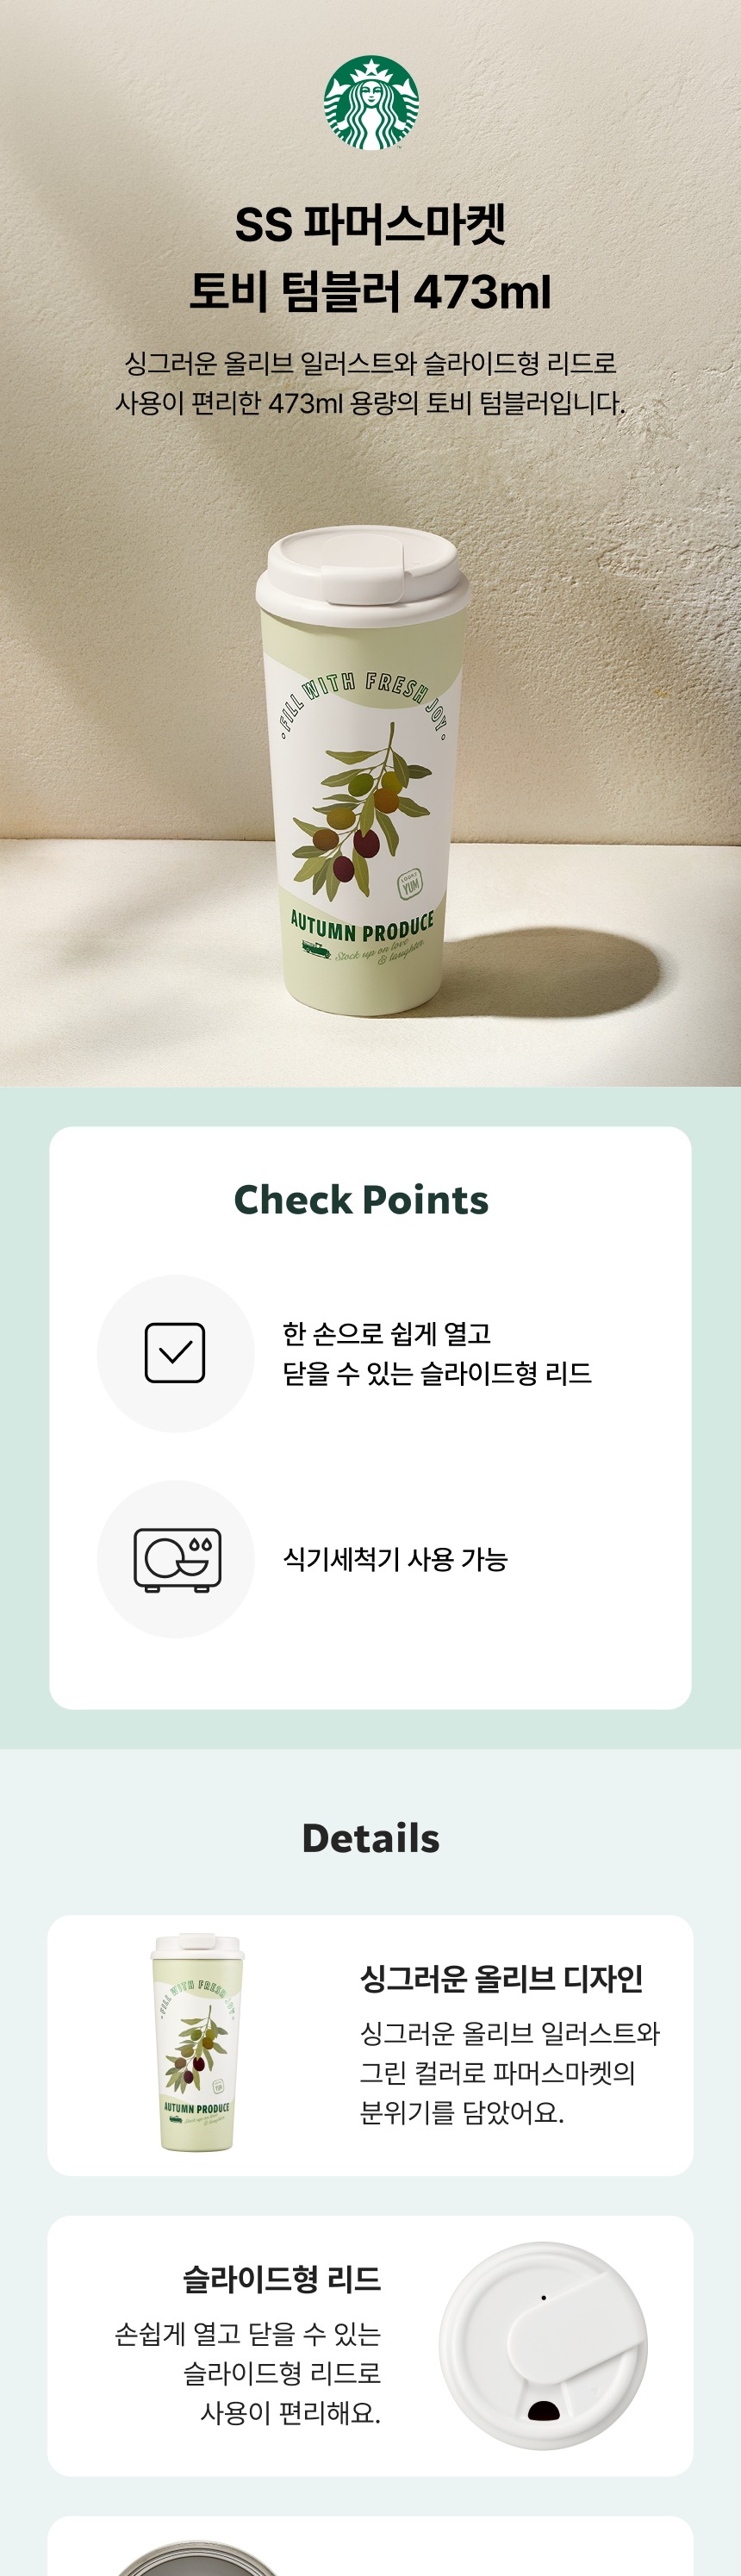 SS 파머스마켓
토비 텀블러 473ml
싱그러운 올리브 일러스트와 슬라이드형 리드로
사용이 편리한 473ml 용량의 토비 텀블러입니다.
• FILL WITH FRESH JOY •
YUM
AUTUMN PRODUCE
Stock up on love
& laughter
Check Points
한 손으로 쉽게 열고
닫을 수 있는 슬라이드형 리드
식기세척기 사용 가능
Details
• FILL WITH FRESH JOY •
YUM
AUTUMN PRODUCE
싱그러운 올리브 디자인
싱그러운 올리브 일러스트와
그린 컬러로 파머스마켓의
분위기를 담았어요.
슬라이드형 리드
손쉽게 열고 닫을 수 있는
슬라이드형 리드로
사용이 편리해요.